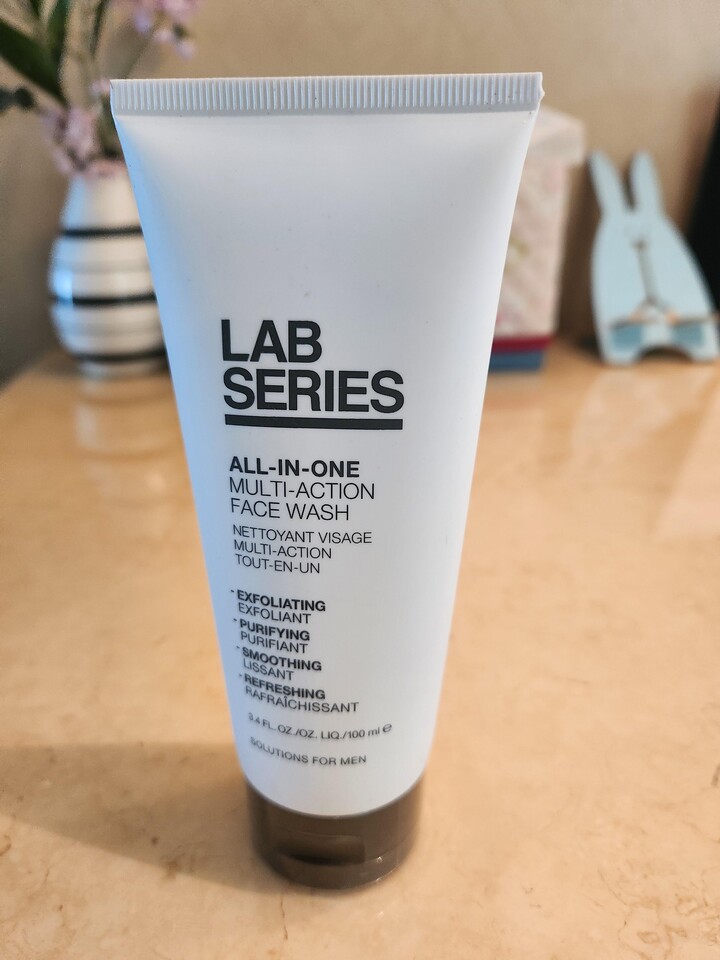 LAB
SERIES
ALL-IN-ONE
MULTI-ACTION
FACE WASH
NETTOYANT VISAGE
MULTI-ACTION
TOUT-EN-UN
- EXFOLIATING
EXFOLIANT
- PURIFYING
PURIFIANT
- SMOOTHING
LISSANT
- REFRESHING
RAFRAÎCHISSANT
3.4 FL. OZ./OZ. LIQ./100 ml ℮
SOLUTIONS FOR MEN